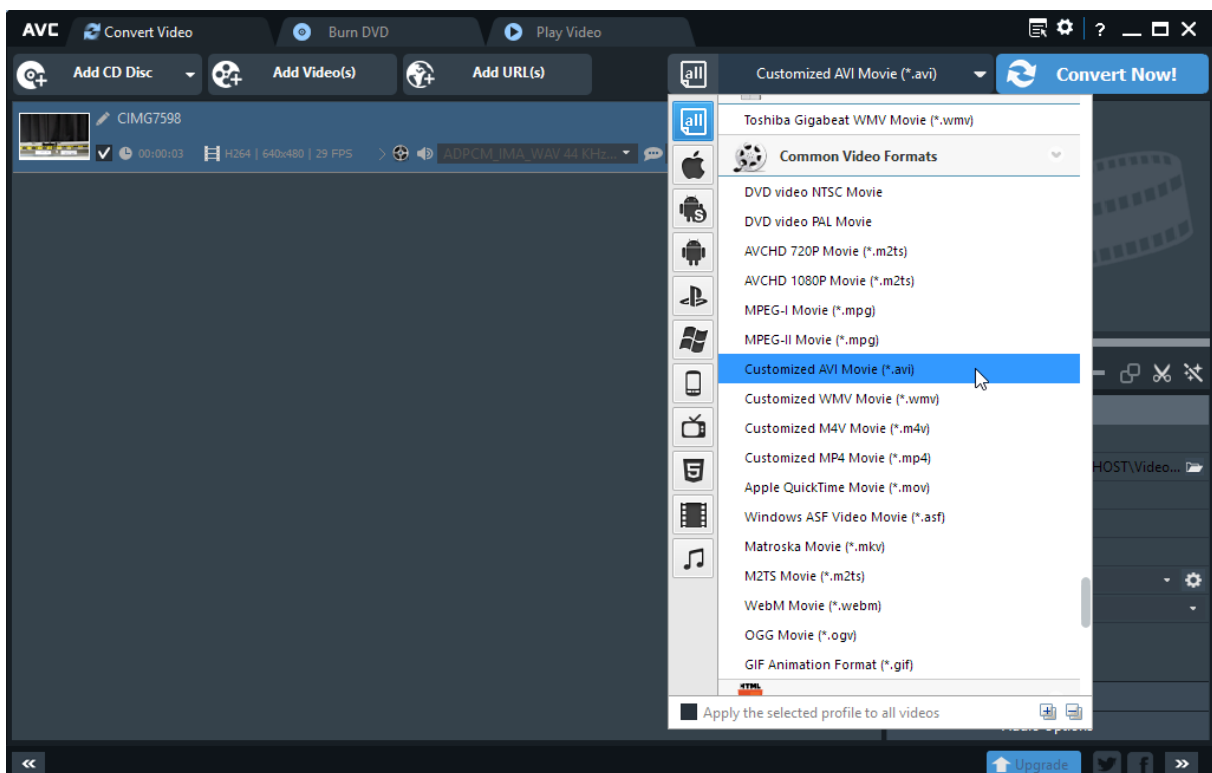 AVC Convert Video Burn DVD Play Video ?
Add CD Disc Add Video(s) Add URL(s) all Customized AVI Movie (*.avi) Convert Now!
all Toshiba Gigabeat WMV Movie (*.wmv)
CIMG7598
00:00:03 H264 | 640x480 | 29 FPS ADPCM_IMA_WAV 44 KHz...
Common Video Formats
DVD video NTSC Movie
DVD video PAL Movie
AVCHD 720P Movie (*.m2ts)
AVCHD 1080P Movie (*.m2ts)
MPEG-I Movie (*.mpg)
MPEG-II Movie (*.mpg)
Customized AVI Movie (*.avi)
Customized WMV Movie (*.wmv)
Customized M4V Movie (*.m4v)
Customized MP4 Movie (*.mp4)
HOST\Video...
Apple QuickTime Movie (*.mov)
Windows ASF Video Movie (*.asf)
Matroska Movie (*.mkv)
M2TS Movie (*.m2ts)
WebM Movie (*.webm)
OGG Movie (*.ogv)
GIF Animation Format (*.gif)
HTML
Apply the selected profile to all videos
Audio Options
Upgrade